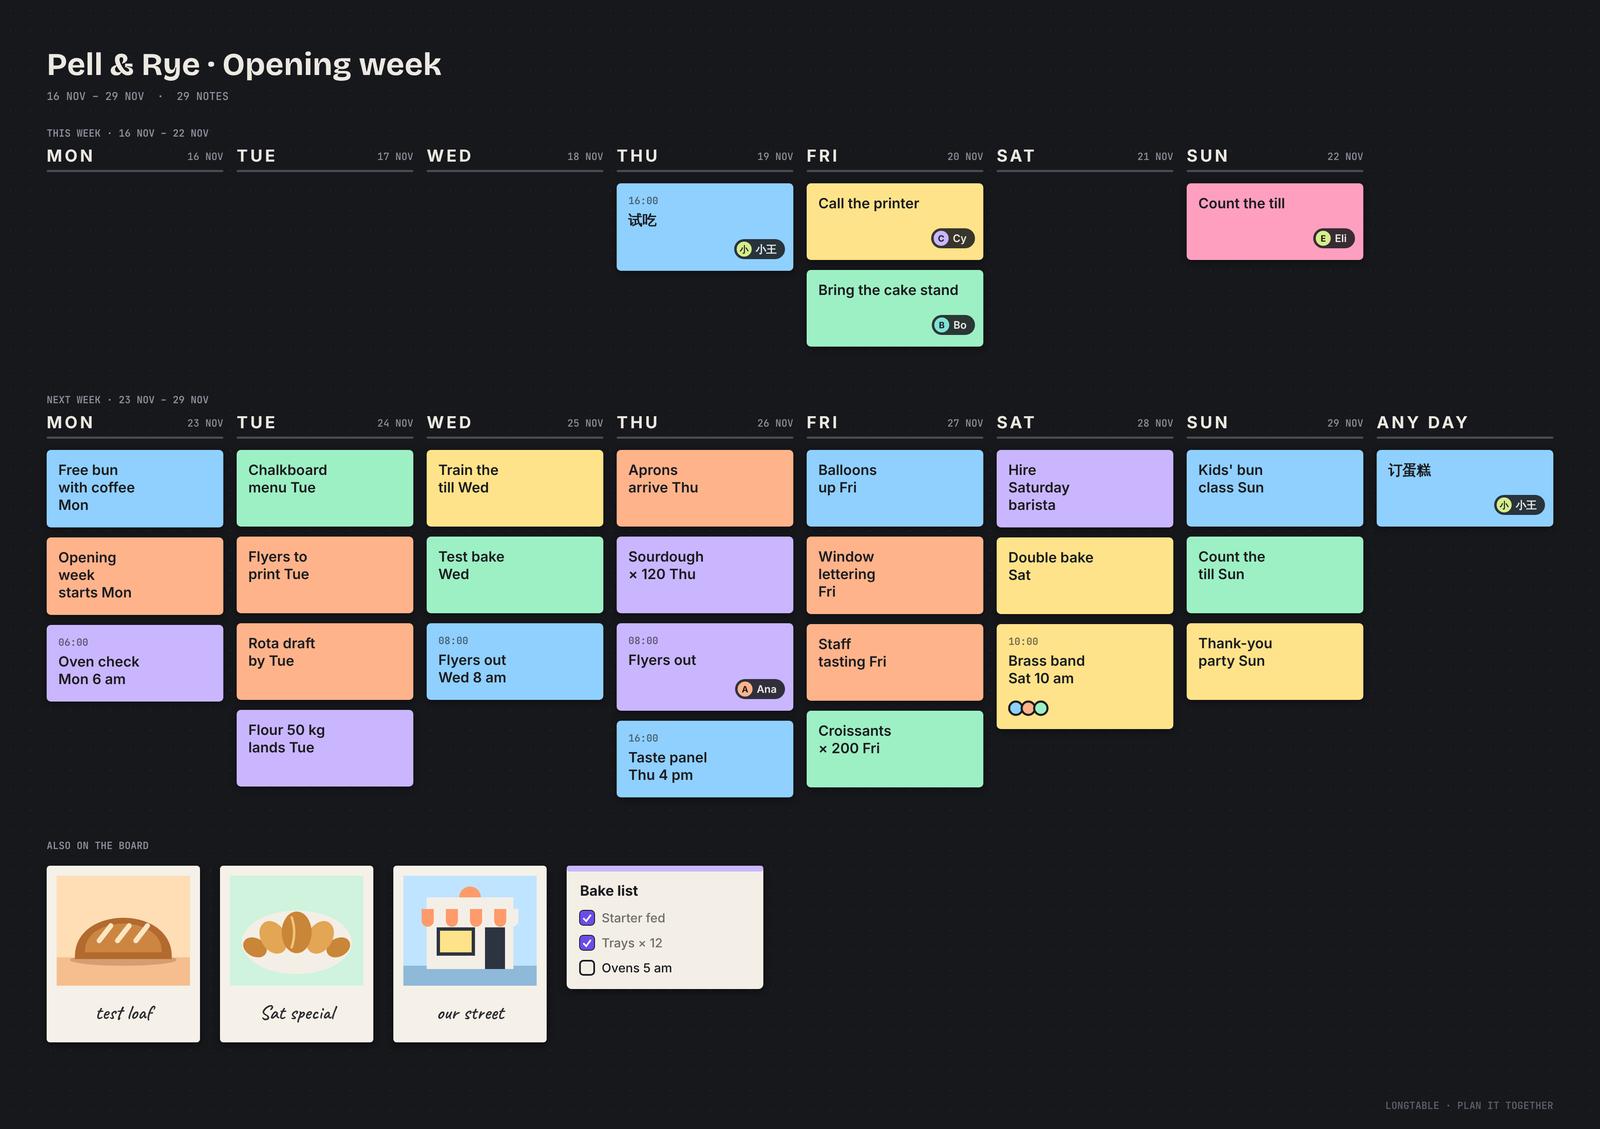 Pell & Rye · Opening week
16 NOV – 29 NOV · 29 NOTES
THIS WEEK · 16 NOV – 22 NOV
MON 16 NOV
TUE 17 NOV
WED 18 NOV
THU 19 NOV
FRI 20 NOV
SAT 21 NOV
SUN 22 NOV
16:00
试吃
小 小王
Call the printer
C Cy
Bring the cake stand
B Bo
Count the till
E Eli
NEXT WEEK · 23 NOV – 29 NOV
MON 23 NOV
TUE 24 NOV
WED 25 NOV
THU 26 NOV
FRI 27 NOV
SAT 28 NOV
SUN 29 NOV
ANY DAY
Free bun
with coffee
Mon
Opening
week
starts Mon
06:00
Oven check
Mon 6 am
Chalkboard
menu Tue
Flyers to
print Tue
Rota draft
by Tue
Flour 50 kg
lands Tue
Train the
till Wed
Test bake
Wed
08:00
Flyers out
Wed 8 am
Aprons
arrive Thu
Sourdough
× 120 Thu
08:00
Flyers out
A Ana
16:00
Taste panel
Thu 4 pm
Balloons
up Fri
Window
lettering
Fri
Staff
tasting Fri
Croissants
× 200 Fri
Hire
Saturday
barista
Double bake
Sat
10:00
Brass band
Sat 10 am
Kids' bun
class Sun
Count the
till Sun
Thank-you
party Sun
订蛋糕
小 小王
ALSO ON THE BOARD
test loaf
Sat special
our street
Bake list
Starter fed
Trays × 12
Ovens 5 am
LONGTABLE · PLAN IT TOGETHER